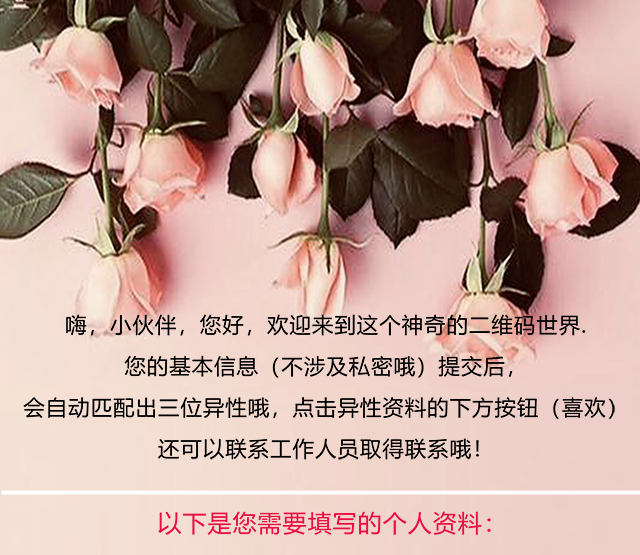 嗨，小伙伴，您好，欢迎来到这个神奇的二维码世界.
您的基本信息（不涉及私密哦）提交后，
会自动匹配出三位异性哦，点击异性资料的下方按钮（喜欢）
还可以联系工作人员取得联系哦！
以下是您需要填写的个人资料：